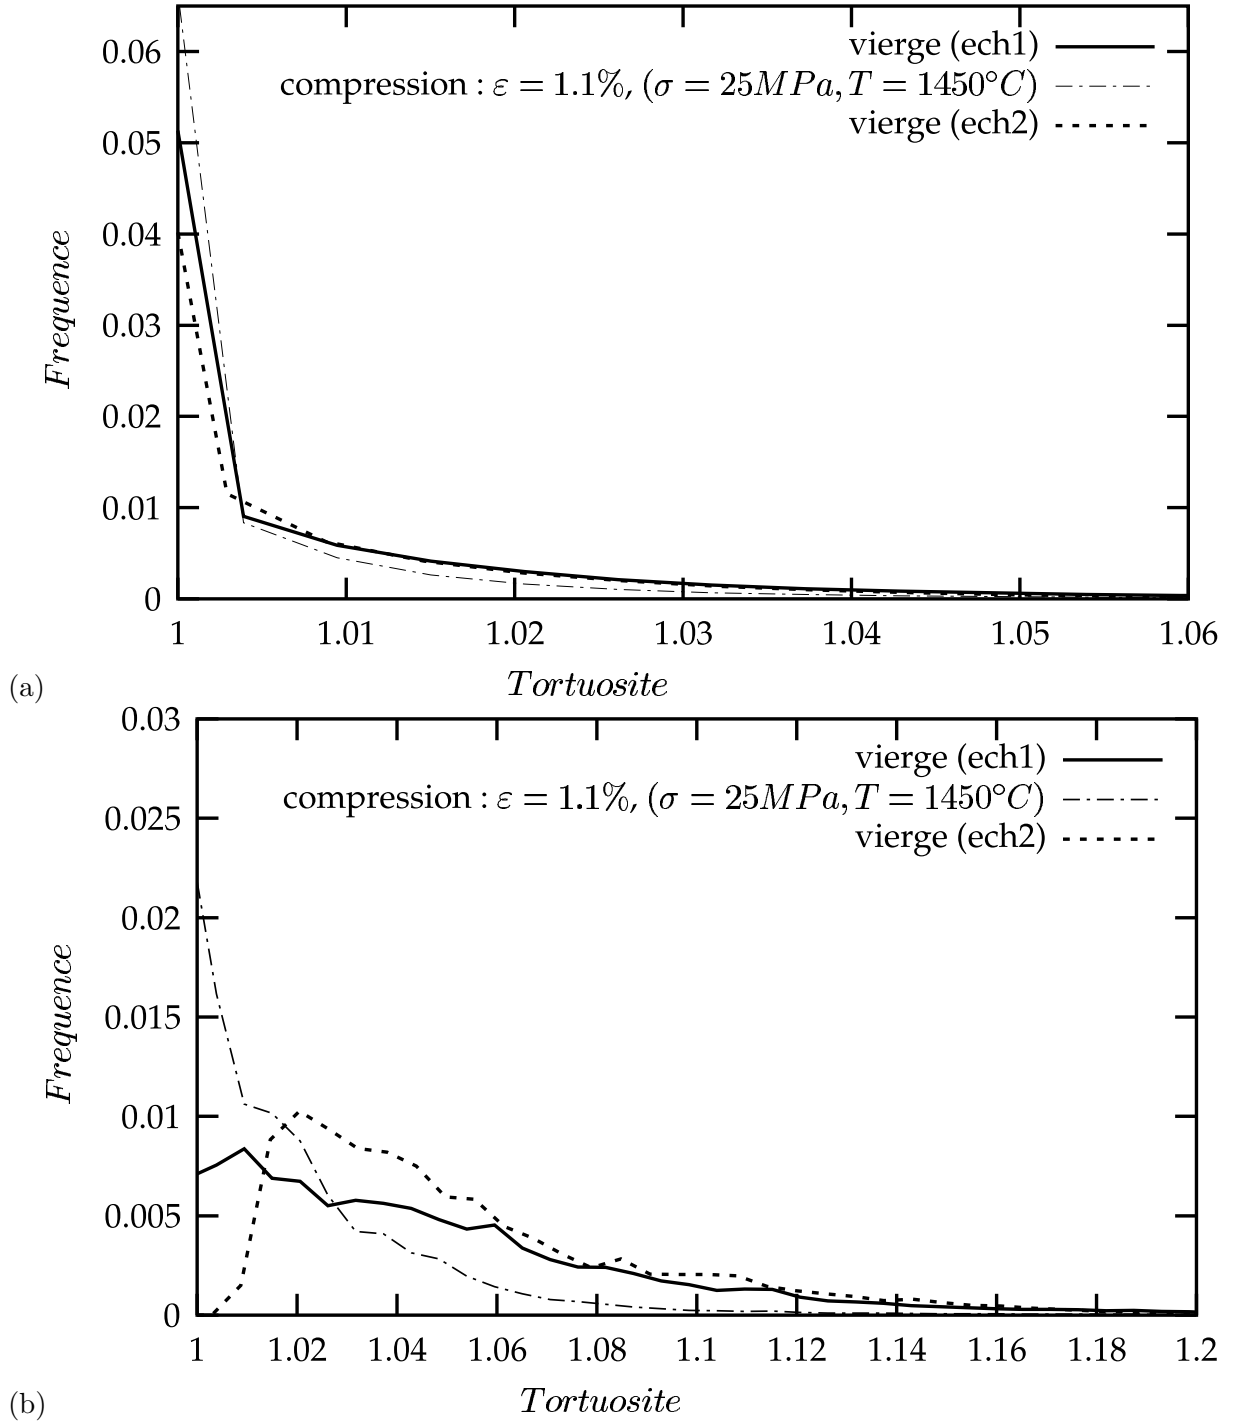 0.06
0.05
0.04
0.03
0.02
0.01
0
Frequence
vierge (ech1)
compression : ε = 1.1%, (σ = 25MPa, T = 1450°C)
vierge (ech2)
1 1.01 1.02 1.03 1.04 1.05 1.06
(a) Tortuosite
0.03
0.025
0.02
0.015
0.01
0.005
0
Frequence
vierge (ech1)
compression : ε = 1.1%, (σ = 25MPa, T = 1450°C)
vierge (ech2)
1 1.02 1.04 1.06 1.08 1.1 1.12 1.14 1.16 1.18 1.2
(b) Tortuosite